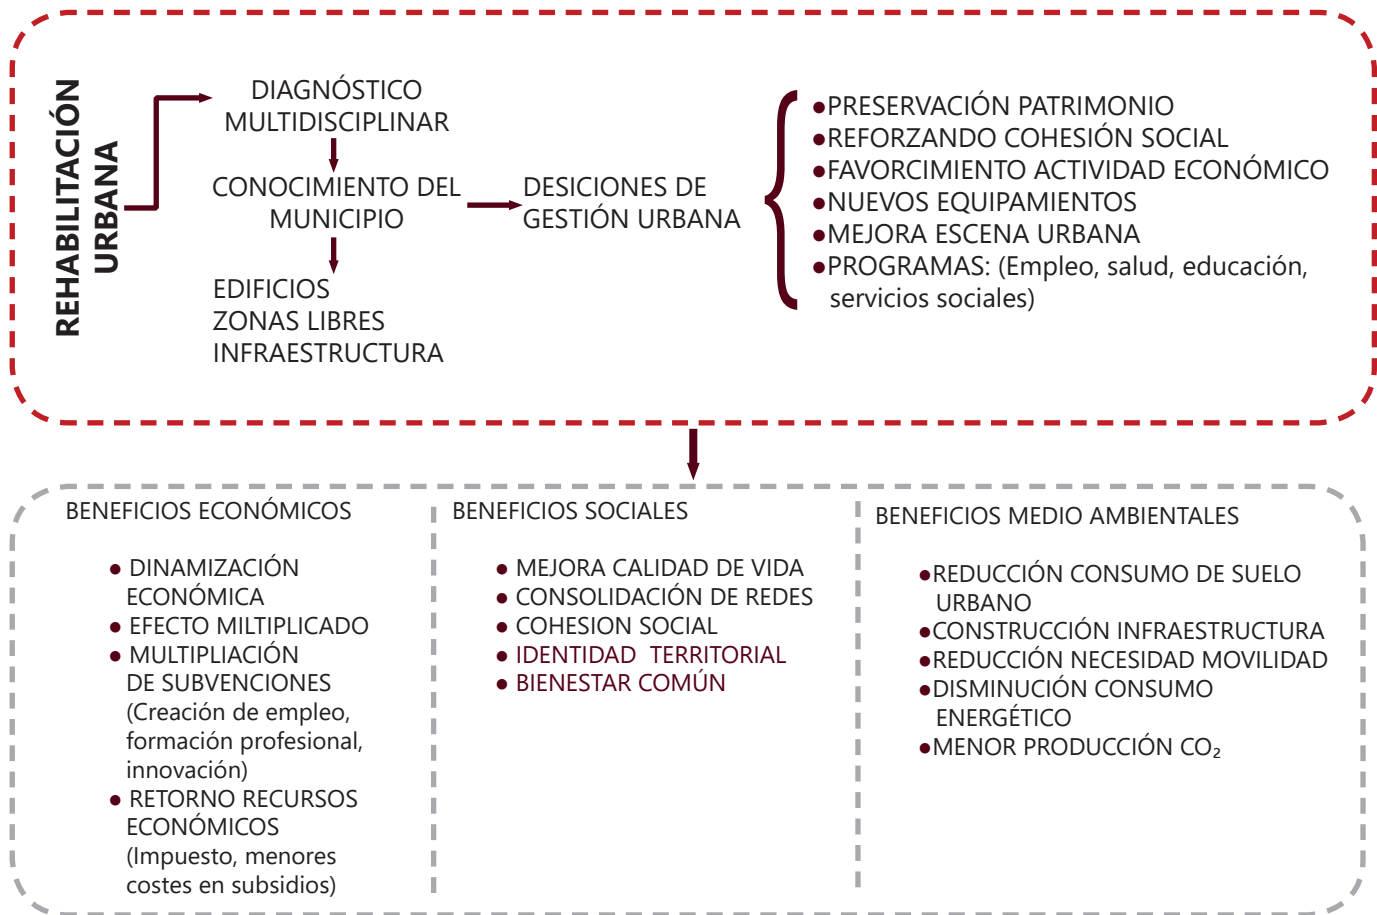 REHABILITACIÓN
URBANA
DIAGNÓSTICO
MULTIDISCIPLINAR
CONOCIMIENTO DEL
MUNICIPIO
EDIFICIOS
ZONAS LIBRES
INFRAESTRUCTURA
DESICIONES DE
GESTIÓN URBANA
●PRESERVACIÓN PATRIMONIO
●REFORZANDO COHESIÓN SOCIAL
●FAVORCIMIENTO ACTIVIDAD ECONÓMICO
●NUEVOS EQUIPAMIENTOS
●MEJORA ESCENA URBANA
●PROGRAMAS: (Empleo, salud, educación,
servicios sociales)
BENEFICIOS ECONÓMICOS
● DINAMIZACIÓN
ECONÓMICA
● EFECTO MILTIPLICADO
● MULTIPLIACIÓN
DE SUBVENCIONES
(Creación de empleo,
formación profesional,
innovación)
● RETORNO RECURSOS
ECONÓMICOS
(Impuesto, menores
costes en subsidios)
BENEFICIOS SOCIALES
● MEJORA CALIDAD DE VIDA
● CONSOLIDACIÓN DE REDES
● COHESION SOCIAL
● IDENTIDAD TERRITORIAL
● BIENESTAR COMÚN
BENEFICIOS MEDIO AMBIENTALES
●REDUCCIÓN CONSUMO DE SUELO
URBANO
●CONSTRUCCIÓN INFRAESTRUCTURA
●REDUCCIÓN NECESIDAD MOVILIDAD
●DISMINUCIÓN CONSUMO
ENERGÉTICO
●MENOR PRODUCCIÓN CO₂